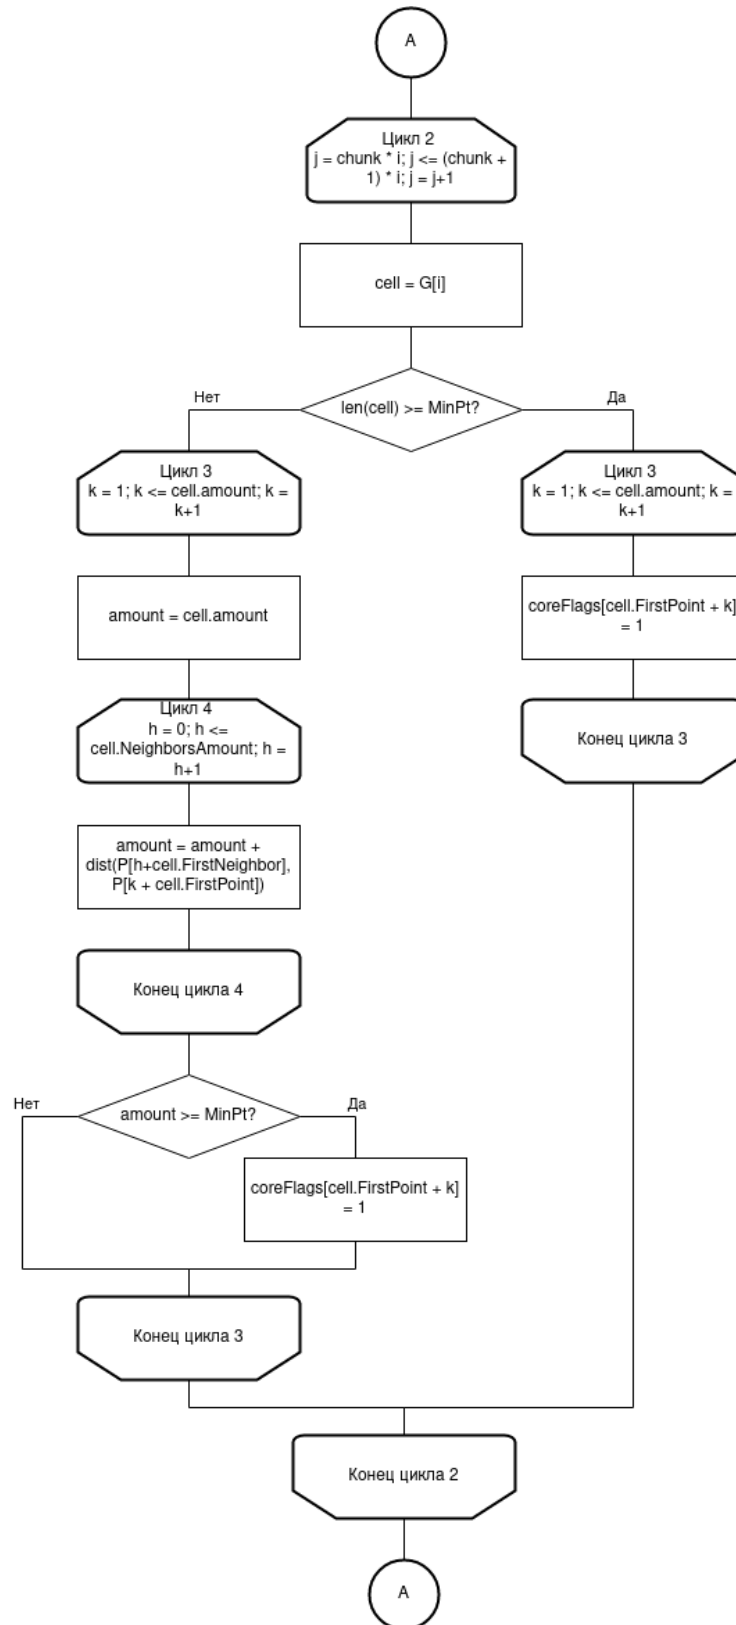 A
Цикл 2
j = chunk * i; j <= (chunk +
1) * i; j = j+1
cell = G[i]
len(cell) >= MinPt?
Нет
Да
Цикл 3
k = 1; k <= cell.amount; k =
k+1
Цикл 3
k = 1; k <= cell.amount; k =
k+1
amount = cell.amount
coreFlags[cell.FirstPoint + k]
= 1
Цикл 4
h = 0; h <=
cell.NeighborsAmount; h =
h+1
Конец цикла 3
amount = amount +
dist(P[h+cell.FirstNeighbor],
P[k + cell.FirstPoint])
Конец цикла 4
Нет
amount >= MinPt?
Да
coreFlags[cell.FirstPoint + k]
= 1
Конец цикла 3
Конец цикла 2
A